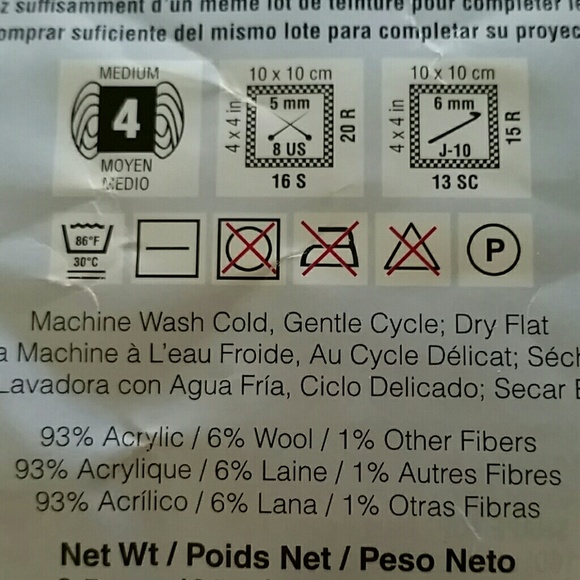 suffisamment d'un même lot de teinture pour compléter
comprar suficiente del mismo lote para completar su
MEDIUM
4
MOYEN
MEDIO
10 x 10 cm
4 x 4 in
5 mm
8 US
20 R
16 S
10 x 10 cm
4 x 4 in
6 mm
J-10
15 R
13 SC
86°F
30°C
P
Machine Wash Cold, Gentle Cycle; Dry Flat
a Machine à L'eau Froide, Au Cycle Délicat;
Lavadora con Agua Fría, Ciclo Delicado; Secar
93% Acrylic / 6% Wool / 1% Other Fibers
93% Acrylique / 6% Laine / 1% Autres Fibres
93% Acrílico / 6% Lana / 1% Otras Fibras
Net Wt / Poids Net / Peso Neto